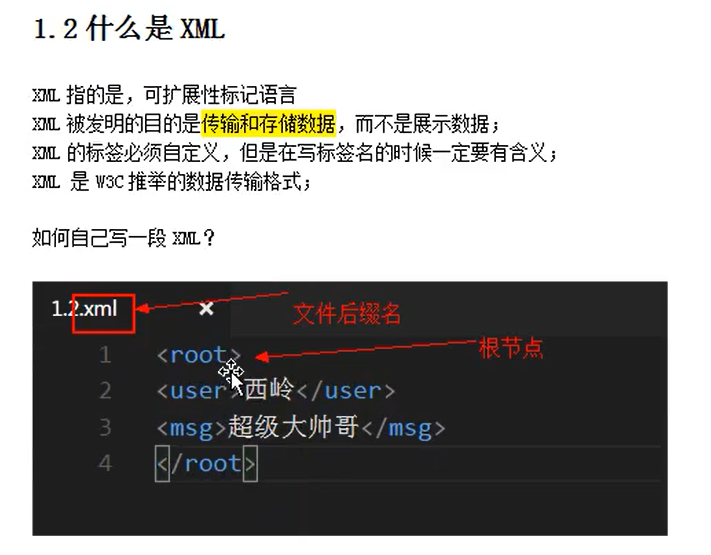 1.2 什么是 XML
XML 指的是，可扩展性标记语言
XML 被发明的目的是传输和存储数据，而不是展示数据；
XML 的标签必须自定义，但是在写标签名的时候一定要有含义；
XML 是 W3C 推举的数据传输格式；
如何自己写一段 XML？
1.2.xml ×
文件后缀名
1 <root>
根节点
2 <user>西岭</user>
3 <msg>超级大帅哥</msg>
4 </root>